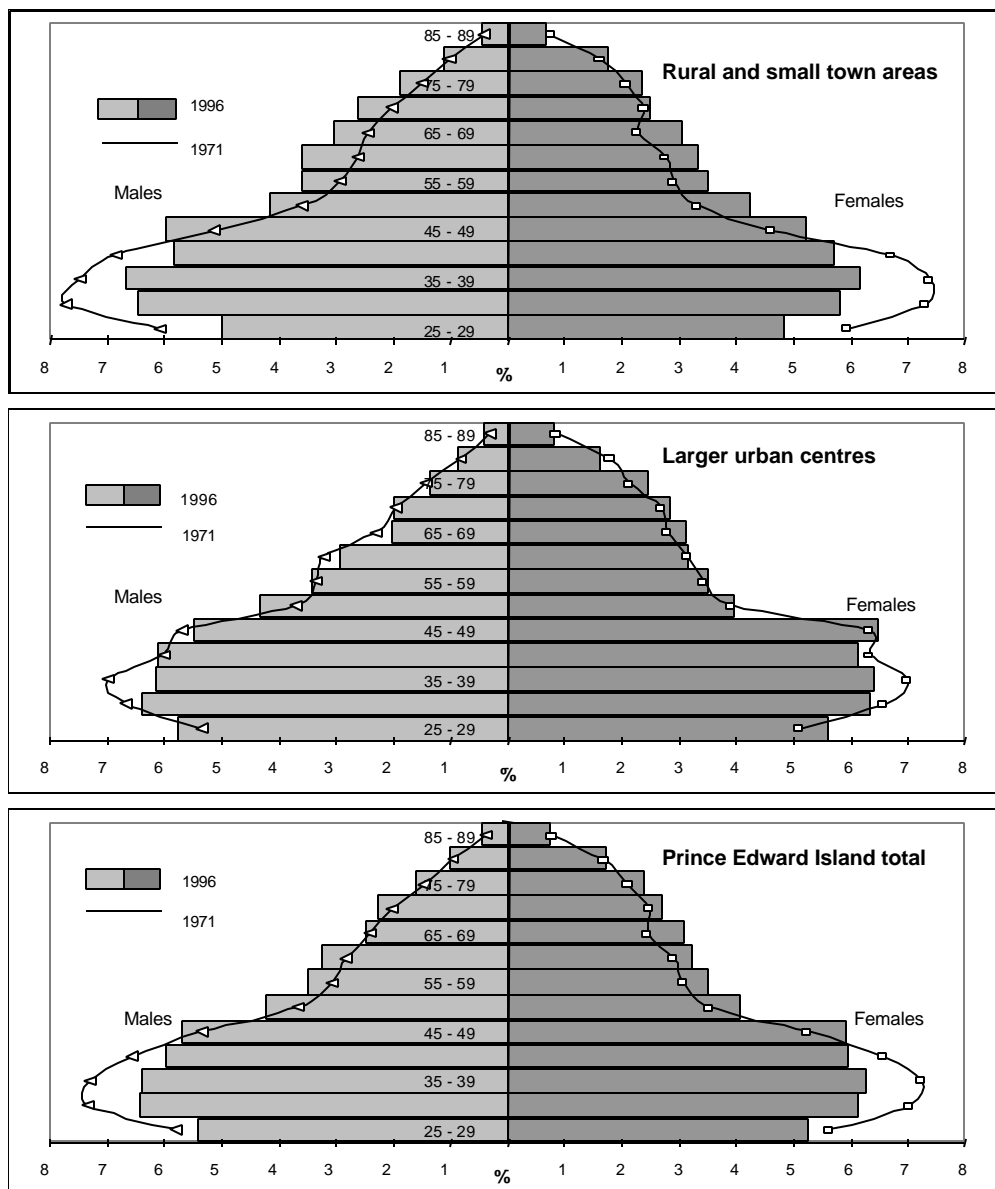 85 - 89
Rural and small town areas
75 - 79
1996
65 - 69
1971
Males
55 - 59
Females
45 - 49
35 - 39
25 - 29
8 7 6 5 4 3 2 1 1 2 3 4 5 6 7 8
%
85 - 89
Larger urban centres
75 - 79
1996
1971
65 - 69
55 - 59
Males
Females
45 - 49
35 - 39
25 - 29
8 7 6 5 4 3 2 1 1 2 3 4 5 6 7 8
%
85 - 89
Prince Edward Island total
75 - 79
1996
1971
65 - 69
55 - 59
Males
Females
45 - 49
35 - 39
25 - 29
8 7 6 5 4 3 2 1 1 2 3 4 5 6 7 8
%